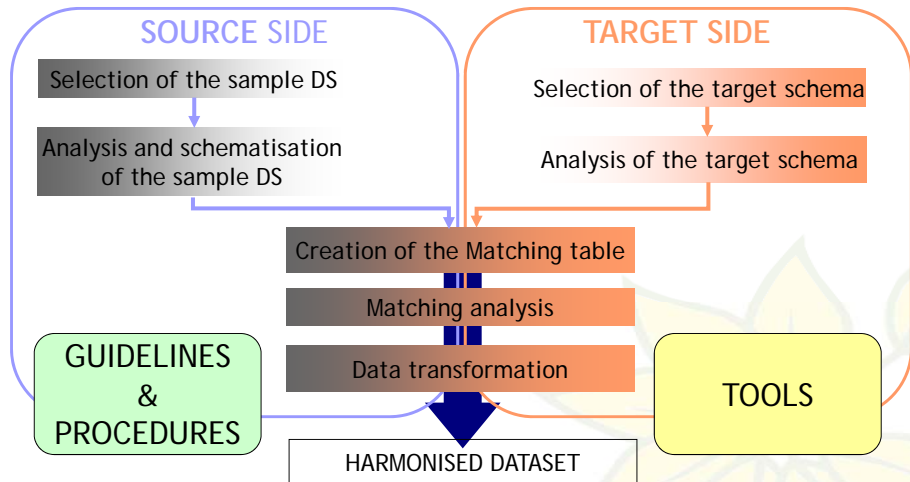 SOURCE SIDE
Selection of the sample DS
Analysis and schematisation
of the sample DS
TARGET SIDE
Selection of the target schema
Analysis of the target schema
Creation of the Matching table
Matching analysis
Data transformation
GUIDELINES
&
PROCEDURES
TOOLS
HARMONISED DATASET